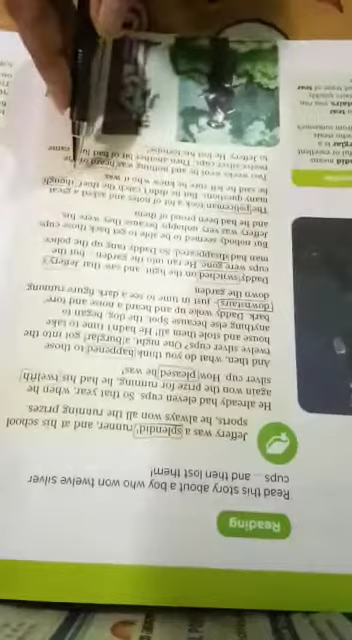 Reading
Read this story about a boy who won twelve silver
cups ... and then lost them!
Jeffery was a splendid runner, and at his school
sports, he always won all the running prizes.
He already had eleven cups. So that year, when he
again won the prize for running, he had his twelfth
silver cup. How pleased he was!
And then, what do you think happened to those
twelve silver cups? One night, a burglar got into the
house and stole them all! He hadn't time to take
anything else because Spot, the dog, began to
bark. Daddy woke up and heard a noise and tore
downstairs just in time to see a dark figure running
down the garden.
Daddy switched on the light, and saw that Jeffery's
cups were gone. He ran into the garden but the
man had disappeared. So Daddy rang up the police.
But nobody seemed to be able to get back those cups.
Jeffery was very unhappy because they were his
and he had been proud of them.
The policeman took a lot of notes and asked a great
many questions. But he didn't catch the thief, though
he said he felt sure he knew who it was.
Two weeks went by and nothing was heard of the
twelve silver cups. Then another bit of bad luck came
to Jeffery. He lost his